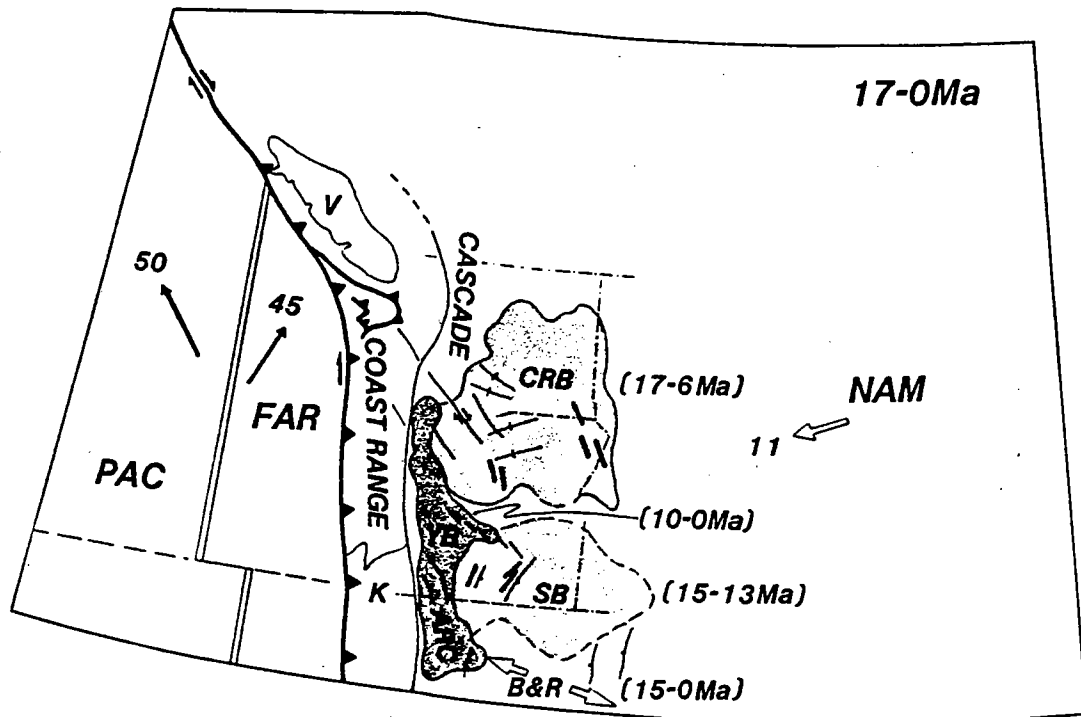 17-0Ma
V
50
45
CASCADE
COAST RANGE
CRB
(17-6Ma)
NAM
11
FAR
PAC
(10-0Ma)
YB
K
SB
(15-13Ma)
B&R
(15-0Ma)